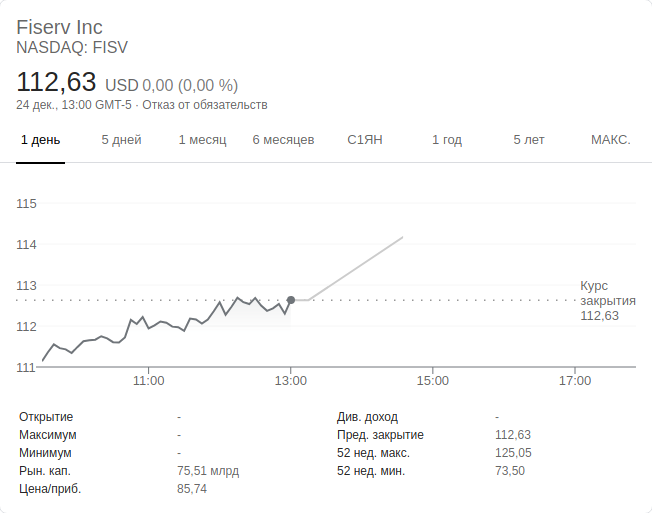 Fiserv Inc
NASDAQ: FISV
112,63 USD 0,00 (0,00 %)
24 дек., 13:00 GMT-5 · Отказ от обязательств
1 день 5 дней 1 месяц 6 месяцев С1ЯН 1 год 5 лет МАКС.
115
114
113
112
111
Курс
закрытия
112,63
11:00 13:00 15:00 17:00
Открытие - Див. доход -
Максимум - Пред. закрытие 112,63
Минимум - 52 нед. макс. 125,05
Рын. кап. 75,51 млрд 52 нед. мин. 73,50
Цена/приб. 85,74